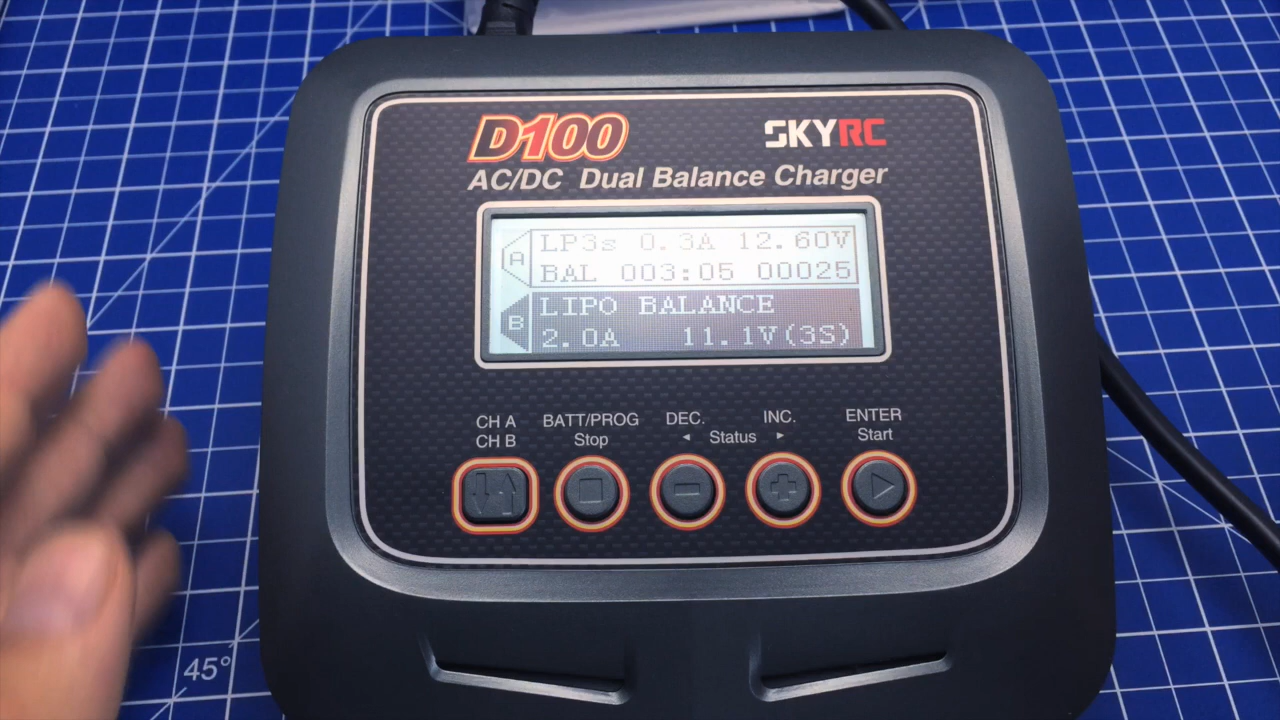 D100
SKYRC
AC/DC Dual Balance Charger
A
LP3s 0.3A 12.60V
BAL 003:05 00025
B
LIPO BALANCE
2.0A 11.1V(3S)
CH A
CH B
BATT/PROG
Stop
DEC.
INC.
◄ Status ►
ENTER
Start
45°